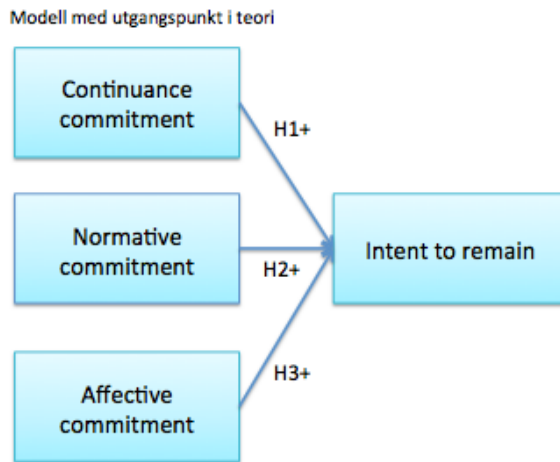 Modell med utgangspunkt i teori
Continuance
commitment
H1+
Normative
commitment
H2+
Intent to remain
Affective
commitment
H3+